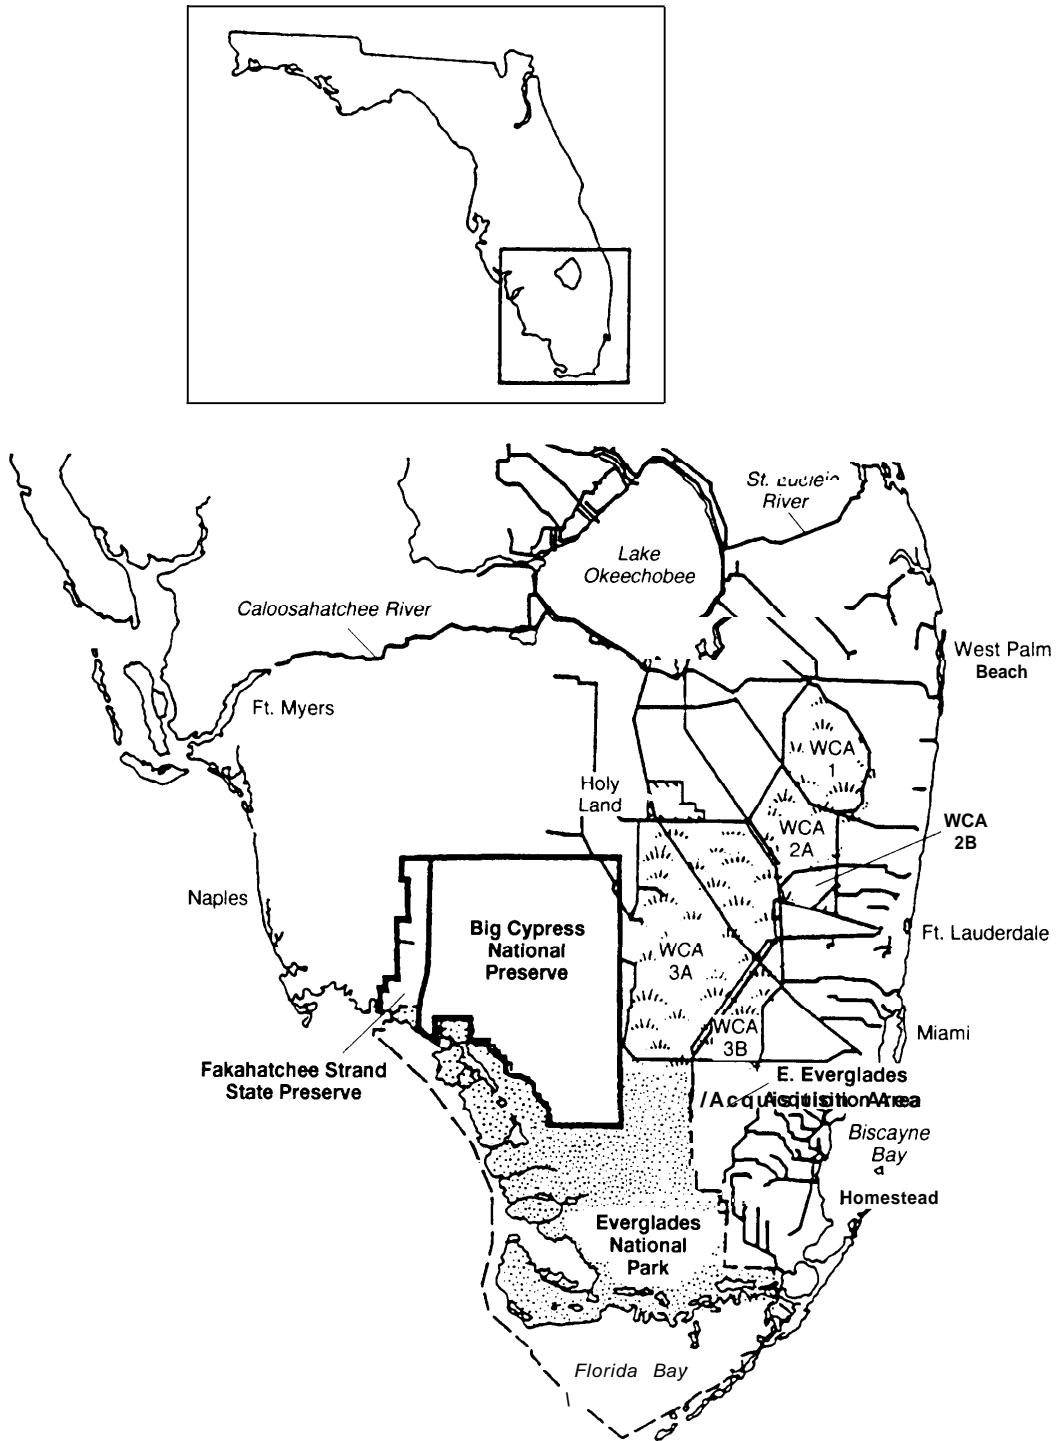 St. Lucie
River
Lake
Okeechobee
Caloosahatchee River
West Palm
Beach
Ft. Myers
WCA
1
Holy
Land
WCA
2A
WCA
2B
Naples
Big Cypress
National
Preserve
WCA
3A
Ft. Lauderdale
WCA
3B
Miami
Fakahatchee Strand
State Preserve
E. Everglades
Acquisition Area
Biscayne
Bay
Homestead
Everglades
National
Park
Florida Bay